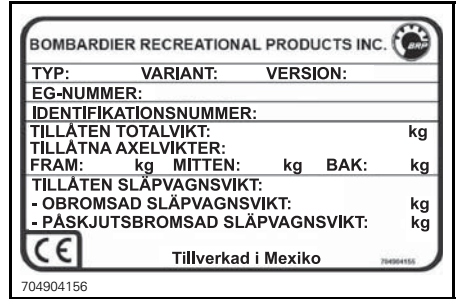 BOMBARDIER RECREATIONAL PRODUCTS INC. BRP
TYP: VARIANT: VERSION:
EG-NUMMER:
IDENTIFIKATIONSNUMMER:
TILLÅTEN TOTALVIKT: kg
TILLÅTNA AXELVIKTER:
FRAM: kg MITTEN: kg BAK: kg
TILLÅTEN SLÄPVAGNSVIKT:
- OBROMSAD SLÄPVAGNSVIKT: kg
- PÅSKJUTSBROMSAD SLÄPVAGNSVIKT: kg
CE Tillverkad i Mexiko 704904156
704904156